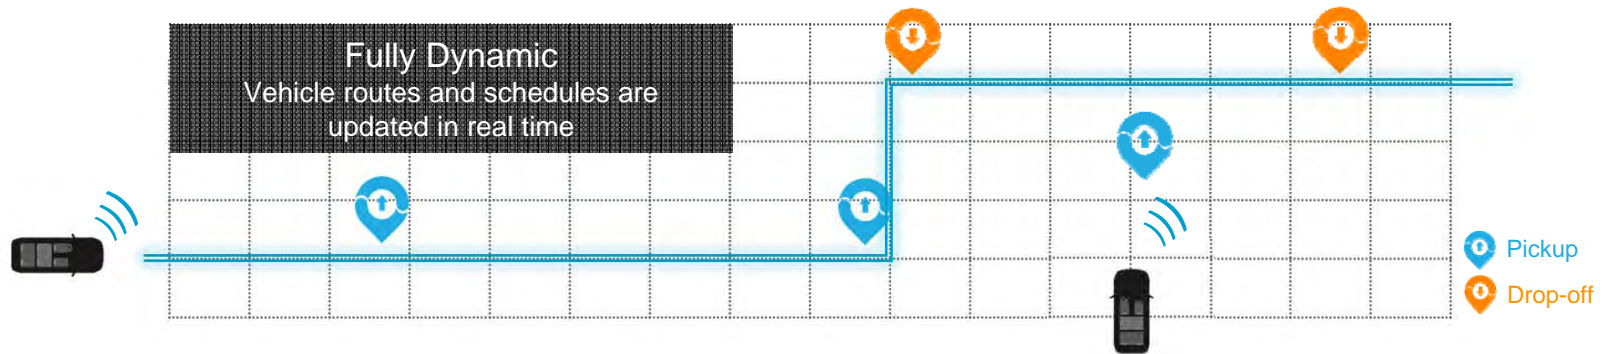 Fully Dynamic
Vehicle routes and schedules are
updated in real time
Pickup
Drop-off